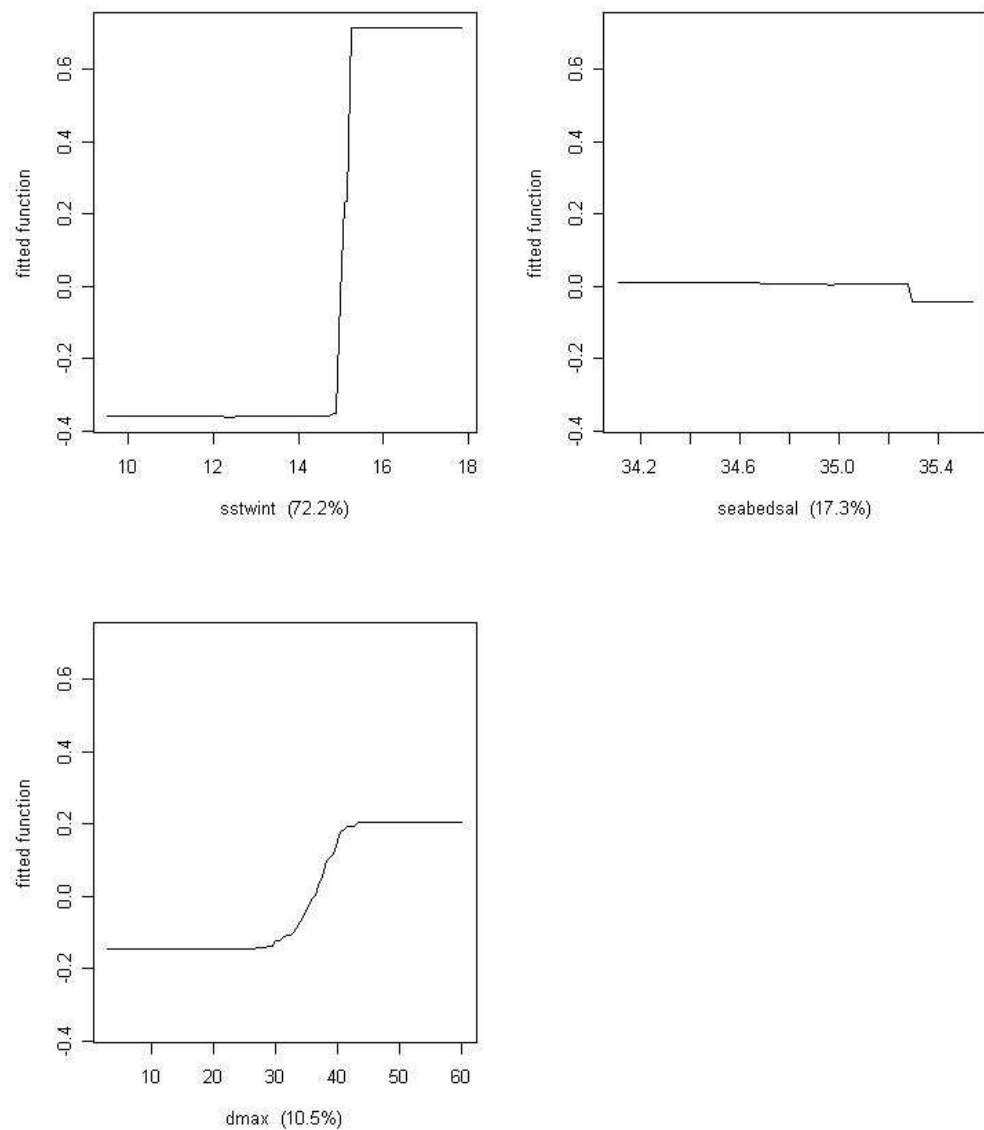 fitted function
0.6
0.4
0.2
0.0
-0.2
-0.4
10 12 14 16 18
sstwint (72.2%)
fitted function
0.6
0.4
0.2
0.0
-0.2
-0.4
34.2 34.6 35.0 35.4
seabedsal (17.3%)
fitted function
0.6
0.4
0.2
0.0
-0.2
-0.4
10 20 30 40 50 60
dmax (10.5%)